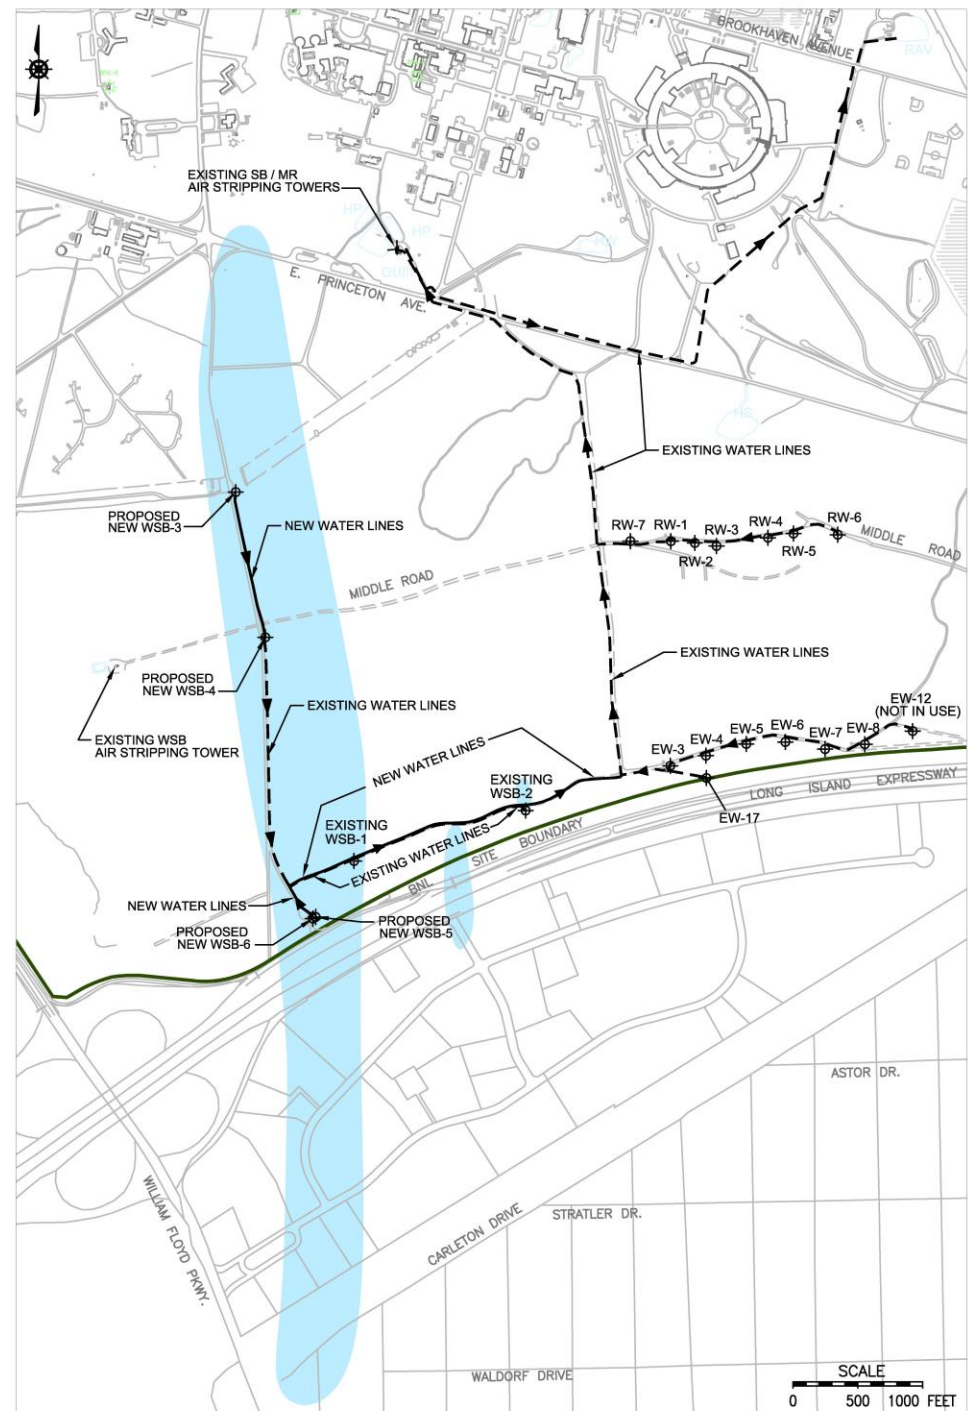 BROOKHAVEN AVENUE
RAV
EXISTING SB / MR
AIR STRIPPING TOWERS
HP
HP
E. PRINCETON AVE.
HS
EXISTING WATER LINES
PROPOSED
NEW WSB-3
NEW WATER LINES
RW-7
RW-1
RW-2
RW-3
RW-4
RW-5
RW-6
MIDDLE ROAD
MIDDLE ROAD
EXISTING WATER LINES
PROPOSED
NEW WSB-4
EXISTING WATER LINES
EXISTING WSB
AIR STRIPPING TOWER
EW-12
(NOT IN USE)
EW-3
EW-4
EW-5
EW-6
EW-7
EW-8
EW-17
NEW WATER LINES
EXISTING
WSB-2
EXISTING
WSB-1
EXISTING WATER LINES
LONG ISLAND EXPRESSWAY
BNL SITE BOUNDARY
NEW WATER LINES
PROPOSED
NEW WSB-6
PROPOSED
NEW WSB-5
ASTOR DR.
WILLIAM FLOYD PKWY.
CARLETON DRIVE
STRATLER DR.
WALDORF DRIVE
SCALE
0 500 1000 FEET